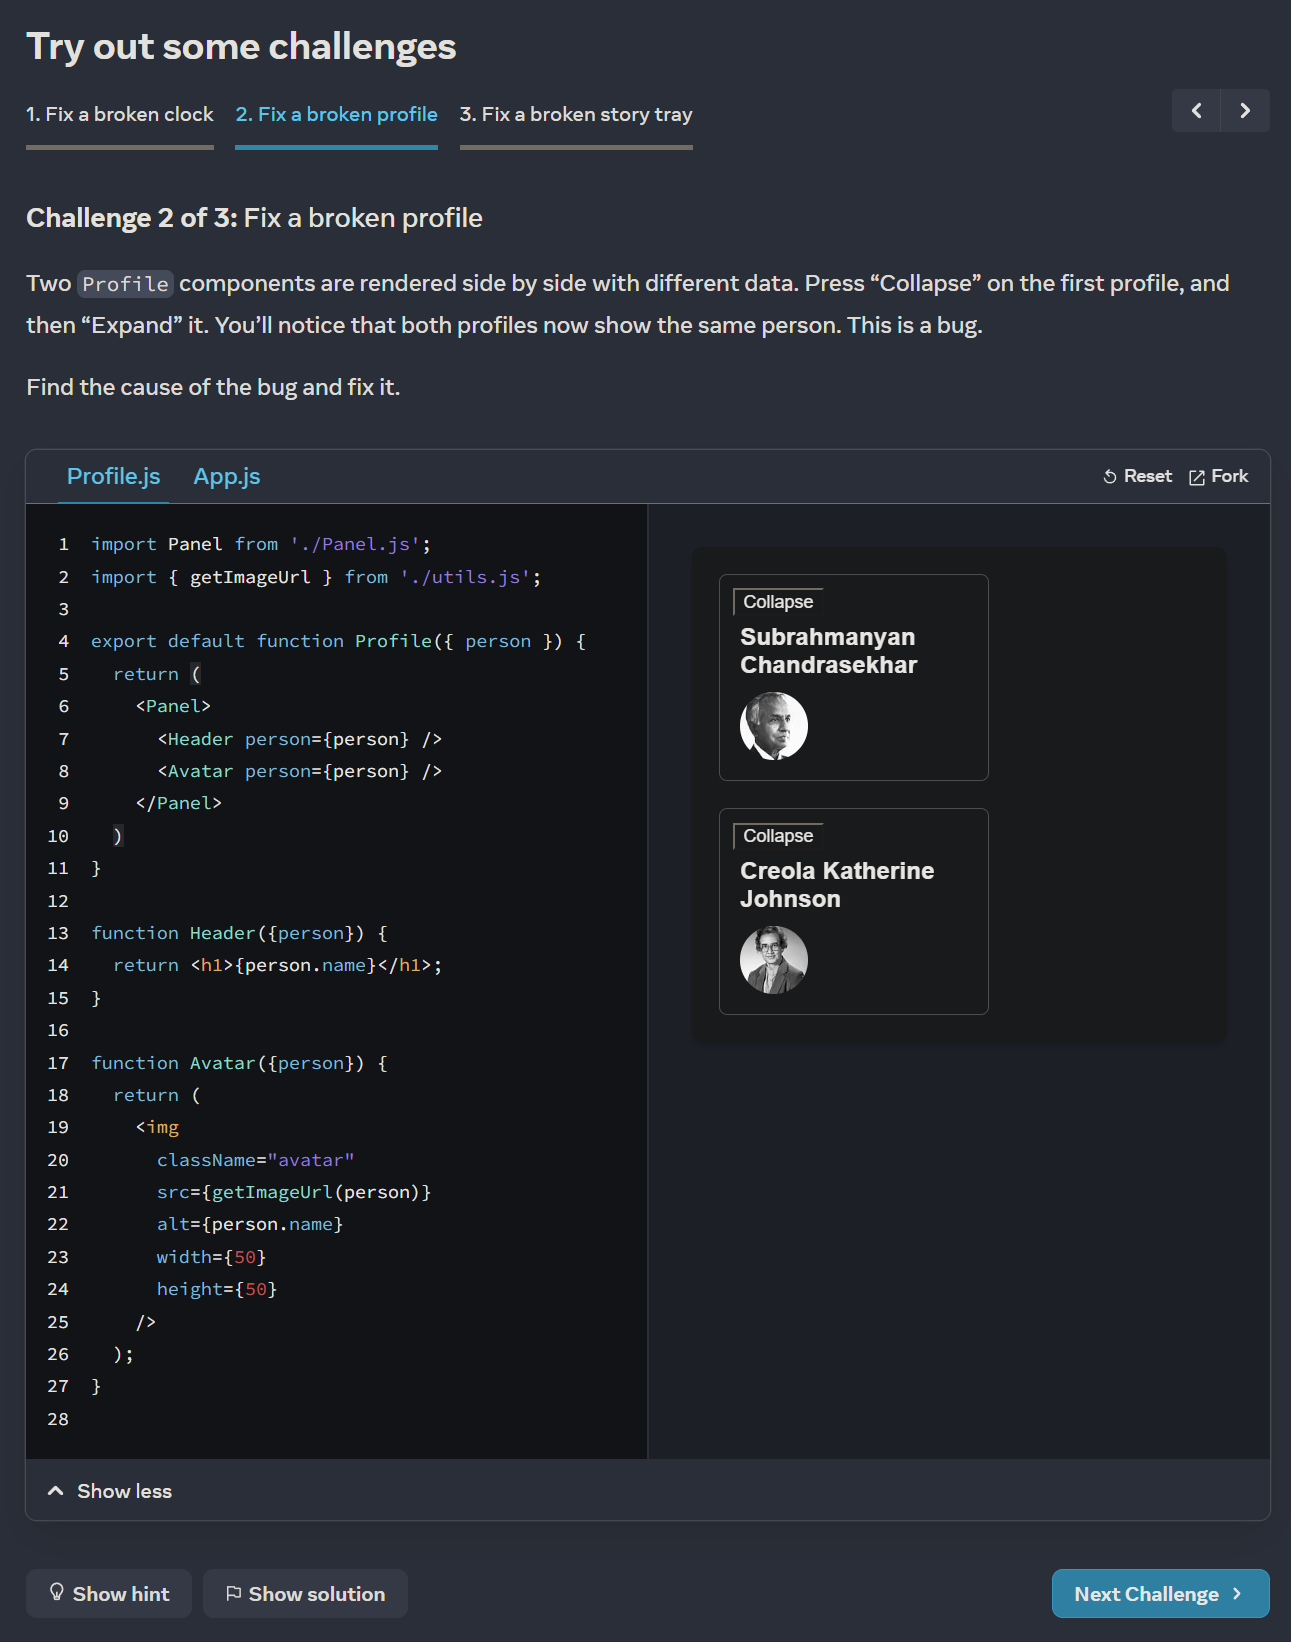 Try out some challenges
1. Fix a broken clock
2. Fix a broken profile
3. Fix a broken story tray
Challenge 2 of 3: Fix a broken profile
Two Profile components are rendered side by side with different data. Press “Collapse” on the first profile, and
then “Expand” it. You’ll notice that both profiles now show the same person. This is a bug.
Find the cause of the bug and fix it.
Profile.js
App.js
Reset
Fork
1 import Panel from './Panel.js';
2 import { getImageUrl } from './utils.js';
3
4 export default function Profile({ person }) {
5   return (
6     <Panel>
7       <Header person={person} />
8       <Avatar person={person} />
9     </Panel>
10   )
11 }
12
13 function Header({person}) {
14   return <h1>{person.name}</h1>;
15 }
16
17 function Avatar({person}) {
18   return (
19     <img
20       className="avatar"
21       src={getImageUrl(person)}
22       alt={person.name}
23       width={50}
24       height={50}
25     />
26   );
27 }
28
Collapse
Subrahmanyan
Chandrasekhar
Collapse
Creola Katherine
Johnson
Show less
Show hint
Show solution
Next Challenge